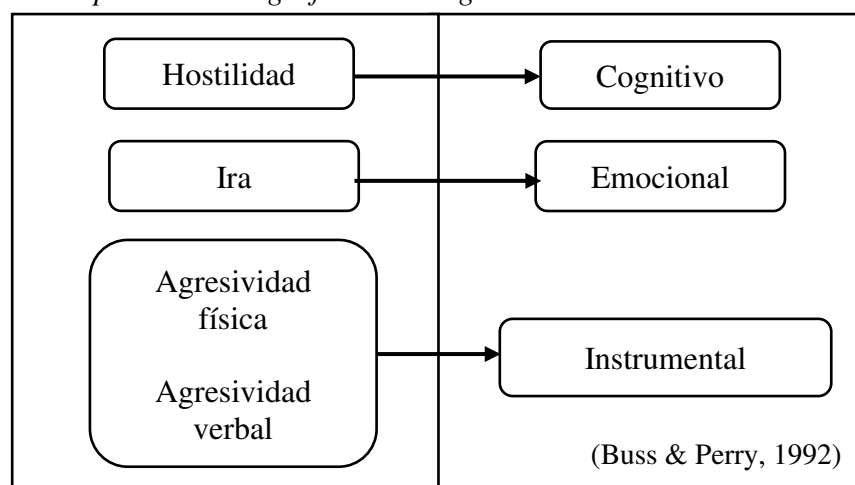 Hostilidad
Cognitivo
Ira
Emocional
Agresividad
física
Agresividad
verbal
Instrumental
(Buss & Perry, 1992)